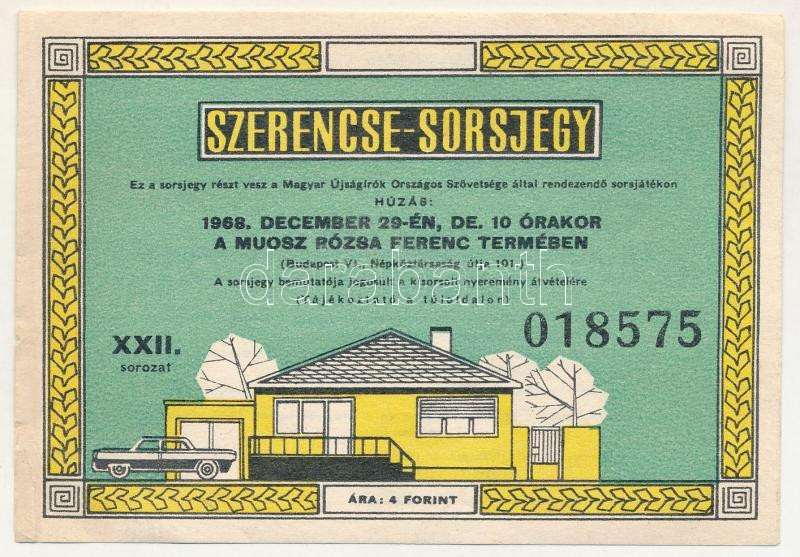 SZERENCSE-SORSJEGY
Ez a sorsjegy részt vesz a Magyar Újságírók Országos Szövetsége által rendezendő sorsjátékon
HÚZÁS:
1968. DECEMBER 29-ÉN, DE. 10 ÓRAKOR
A MUOSZ RÓZSA FERENC TERMÉBEN
(Budapest VI., Népköztársaság útja 101.)
A sorsjegy bemutatója jogosult a kisorsolt nyeremény átvételére
(Tájékoztató a túloldalon)
darabanth
018575
XXII.
sorozat
ÁRA: 4 FORINT